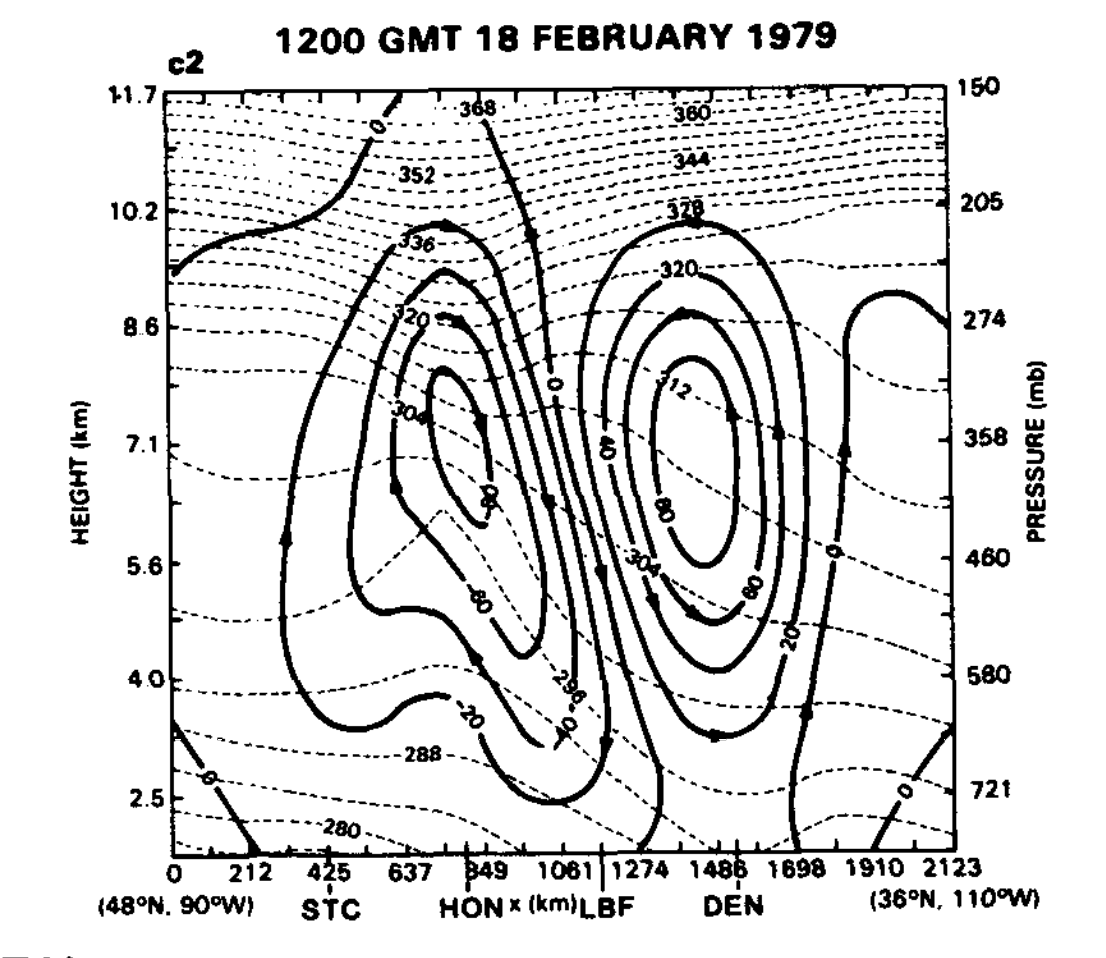 1200 GMT 18 FEBRUARY 1979
c2
11.7 368 360 150
0
352 344
10.2 328 205
336
320
8.6 320 274
312
0
304
7.1 40 358
80 80
HEIGHT (km) PRESSURE (mb)
5.6 304 0 460
60 60
20
4.0 296 580
20 40
288
0 0 721
2.5
280
0 212 425 637 849 1061 1274 1486 1698 1910 2123
(48°N, 90°W) STC HON x (km) LBF DEN (36°N, 110°W)